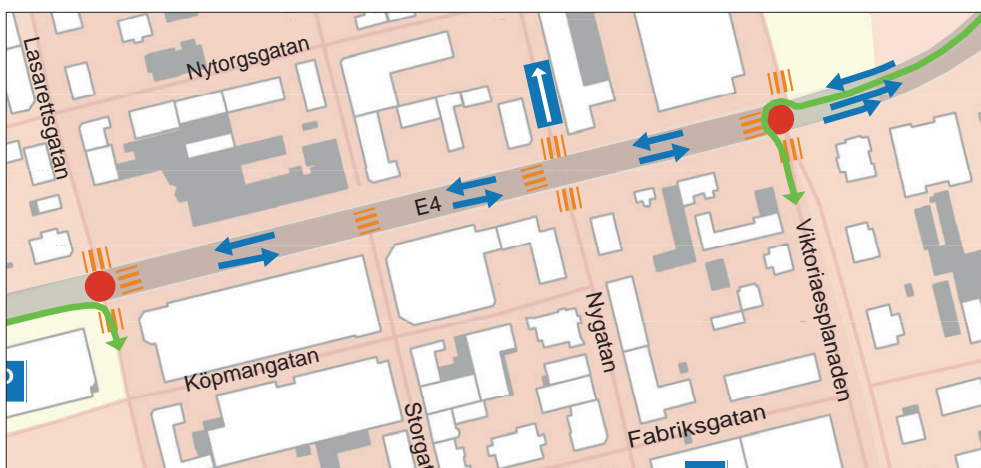 Lasarettsgatan
Nytorgsgatan
E4
Viktoriaesplanaden
Nygatan
Köpmangatan
Storgat
Fabriksgatan